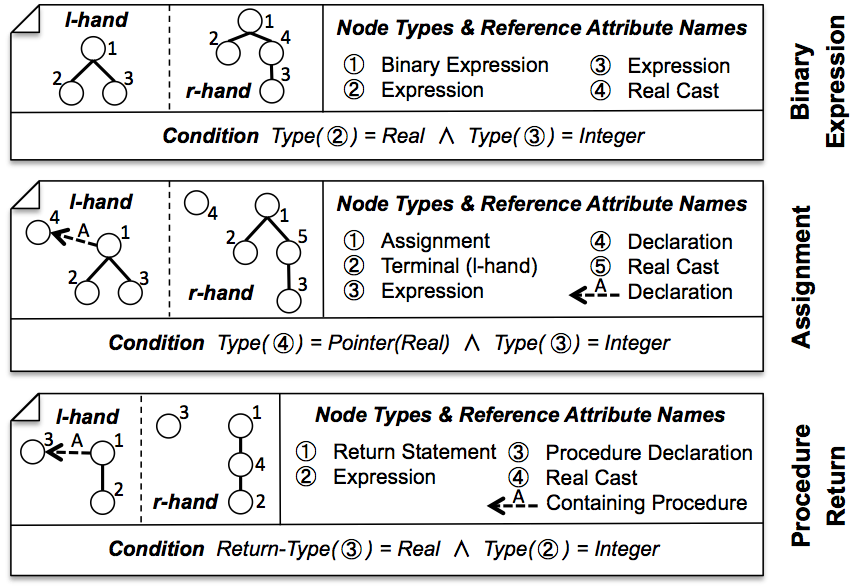 l-hand
1
2
3
1
2
4
3
r-hand
Node Types & Reference Attribute Names
① Binary Expression
② Expression
③ Expression
④ Real Cast
Condition Type(②) = Real ∧ Type(③) = Integer
Binary
Expression
l-hand
4
A
1
2
3
4
1
2
5
3
r-hand
Node Types & Reference Attribute Names
① Assignment
② Terminal (l-hand)
③ Expression
④ Declaration
⑤ Real Cast
A Declaration
Condition Type(④) = Pointer(Real) ∧ Type(③) = Integer
Assignment
l-hand
3
A
1
2
3
1
4
2
r-hand
Node Types & Reference Attribute Names
① Return Statement
② Expression
③ Procedure Declaration
④ Real Cast
A Containing Procedure
Condition Return-Type(③) = Real ∧ Type(②) = Integer
Procedure
Return